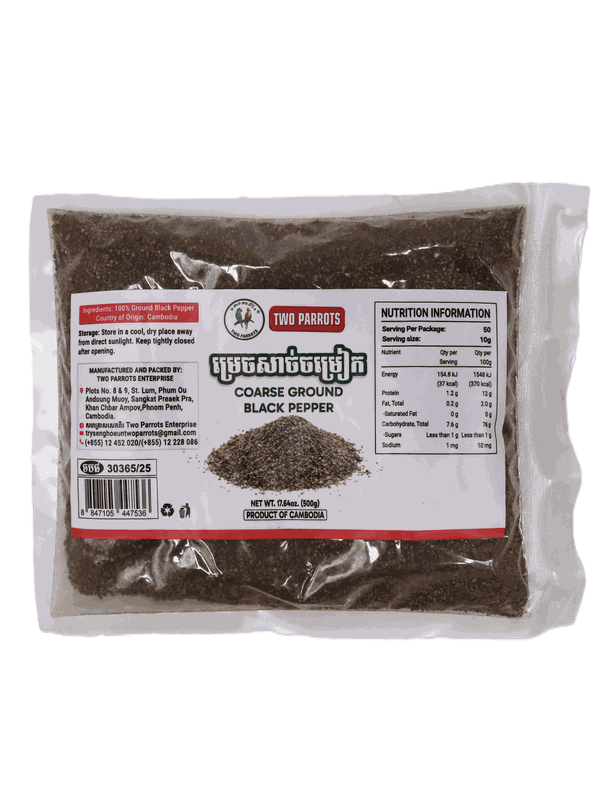 Ingredients: 100% Ground Black Pepper
Country of Origin: Cambodia
Storage: Store in a cool, dry place away
from direct sunlight. Keep tightly closed
after opening.
MANUFACTURED AND PACKED BY:
TWO PARROTS ENTERPRISE
Plots No. 8 & 9, St. Lum, Phum Ou
Andoung Muoy, Sangkat Preaek Pra,
Khan Chbar Ampov,Phnom Penh,
Cambodia.
Two Parrots Enterprise
trysenghoeuntwoparrots@gmail.com
(+855) 12 452 020/(+855) 12 228 086
30365/25
8 847105 447536
TWO PARROTS
TWO PARROTS
ម្រេចសាច់ចម្រៀក
COARSE GROUND
BLACK PEPPER
NET WT. 17.64oz. (500g)
PRODUCT OF CAMBODIA
NUTRITION INFORMATION
Serving Per Package: 50
Serving size: 10g
Nutrient Qty per Serving Qty per 100g
Energy 154.8 kJ 1548 kJ
(37 kcal) (370 kcal)
Protein 1.2 g 12 g
Fat, Total 0.2 g 2.0 g
-Saturated Fat 0 g 0 g
Carbohydrate, Total 7.6 g 76 g
-Sugars Less than 1 g Less than 1 g
Sodium 1 mg 10 mg